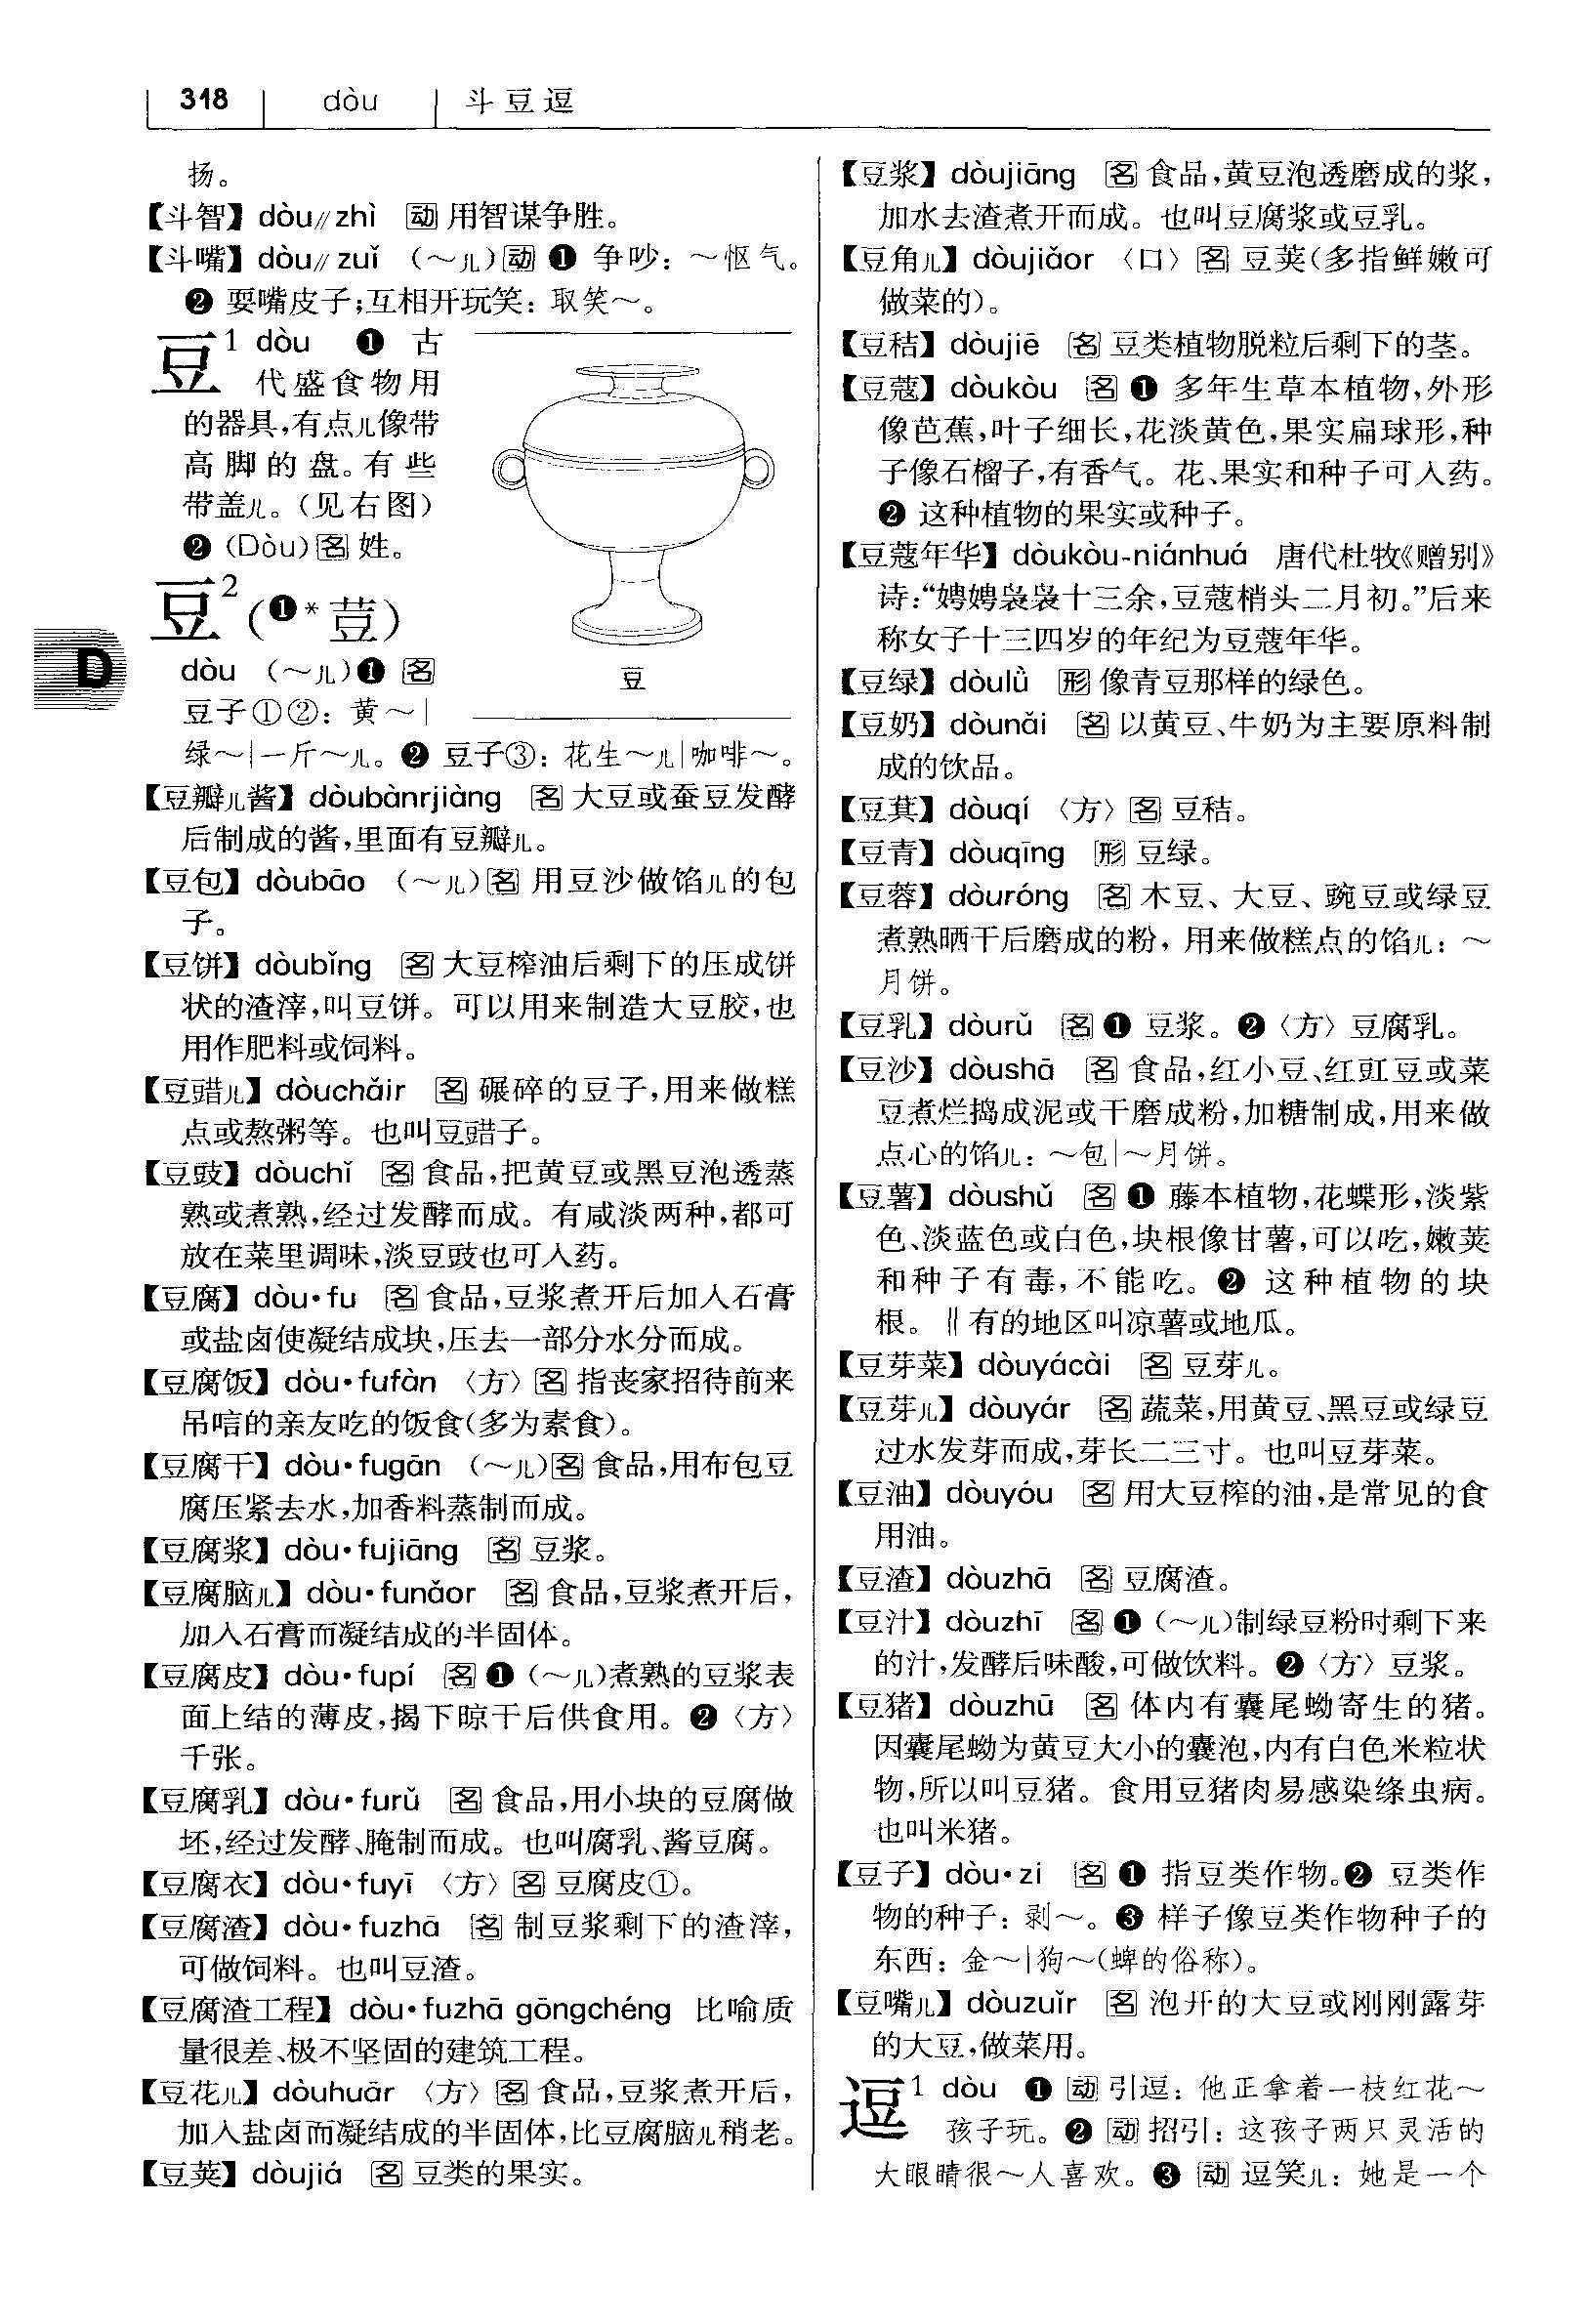 318 dòu 斗豆逗
扬。
【斗智】dòu//zhì 动 用智谋争胜。
【斗嘴】dòu//zuǐ （～儿）动 ❶ 争吵：～怄气。
❷ 耍嘴皮子；互相开玩笑：取笑～。
豆1 dòu ❶ 古
代盛食物用
的器具，有点儿像带
高脚的盘。有些
带盖儿。（见右图）
❷（Dòu）名 姓。
豆2（❶*荳）
dòu （～儿）❶ 名
豆子①②：黄～|
豆
绿～|一斤～儿。❷ 豆子③：花生～儿|咖啡～。
【豆瓣儿酱】dòubànrjiàng 名 大豆或蚕豆发酵
后制成的酱，里面有豆瓣儿。
【豆包】dòubāo （～儿）名 用豆沙做馅儿的包
子。
【豆饼】dòubǐng 名 大豆榨油后剩下的压成饼
状的渣滓，叫豆饼。可以用来制造大豆胶，也
用作肥料或饲料。
【豆䜺儿】dòuchǎir 名 碾碎的豆子，用来做糕
点或熬粥等。也叫豆䜺子。
【豆豉】dòuchǐ 名 食品，把黄豆或黑豆泡透蒸
熟或煮熟，经过发酵而成。有咸淡两种，都可
放在菜里调味，淡豆豉也可入药。
【豆腐】dòu·fu 名 食品，豆浆煮开后加入石膏
或盐卤使凝结成块，压去一部分水分而成。
【豆腐饭】dòu·fufàn 〈方〉名 指丧家招待前来
吊唁的亲友吃的饭食（多为素食）。
【豆腐干】dòu·fugān （～儿）名 食品，用布包豆
腐压紧去水，加香料蒸制而成。
【豆腐浆】dòu·fujiāng 名 豆浆。
【豆腐脑儿】dòu·funǎor 名 食品，豆浆煮开后，
加入石膏而凝结成的半固体。
【豆腐皮】dòu·fupí 名 ❶（～儿）煮熟的豆浆表
面上结的薄皮，揭下晾干后供食用。❷〈方〉
千张。
【豆腐乳】dòu·furǔ 名 食品，用小块的豆腐做
坯，经过发酵、腌制而成。也叫腐乳、酱豆腐。
【豆腐衣】dòu·fuyī 〈方〉名 豆腐皮①。
【豆腐渣】dòu·fuzhā 名 制豆浆剩下的渣滓，
可做饲料。也叫豆渣。
【豆腐渣工程】dòu·fuzhā gōngchéng 比喻质
量很差、极不坚固的建筑工程。
【豆花儿】dòuhuār 〈方〉名 食品，豆浆煮开后，
加入盐卤而凝结成的半固体，比豆腐脑儿稍老。
【豆荚】dòujiá 名 豆类的果实。
【豆浆】dòujiāng 名 食品，黄豆泡透磨成的浆，
加水去渣煮开而成。也叫豆腐浆或豆乳。
【豆角儿】dòujiǎor 〈口〉名 豆荚（多指鲜嫩可
做菜的）。
【豆秸】dòujiē 名 豆类植物脱粒后剩下的茎。
【豆蔻】dòukòu 名 ❶ 多年生草本植物，外形
像芭蕉，叶子细长，花淡黄色，果实扁球形，种
子像石榴子，有香气。花、果实和种子可入药。
❷ 这种植物的果实或种子。
【豆蔻年华】dòukòu-niánhuá 唐代杜牧《赠别》
诗：“娉娉袅袅十三余，豆蔻梢头二月初。”后来
称女子十三四岁的年纪为豆蔻年华。
【豆绿】dòulǜ 形 像青豆那样的绿色。
【豆奶】dòunǎi 名 以黄豆、牛奶为主要原料制
成的饮品。
【豆萁】dòuqí 〈方〉名 豆秸。
【豆青】dòuqīng 形 豆绿。
【豆蓉】dòuróng 名 木豆、大豆、豌豆或绿豆
煮熟晒干后磨成的粉，用来做糕点的馅儿：～
月饼。
【豆乳】dòurǔ 名 ❶ 豆浆。❷〈方〉豆腐乳。
【豆沙】dòushā 名 食品，红小豆、红豇豆或菜
豆煮烂捣成泥或干磨成粉，加糖制成，用来做
点心的馅儿：～包|～月饼。
【豆薯】dòushǔ 名 ❶ 藤本植物，花蝶形，淡紫
色、淡蓝色或白色，块根像甘薯，可以吃，嫩荚
和种子有毒，不能吃。❷ 这种植物的块
根。‖有的地区叫凉薯或地瓜。
【豆芽菜】dòuyácài 名 豆芽儿。
【豆芽儿】dòuyár 名 蔬菜，用黄豆、黑豆或绿豆
过水发芽而成，芽长二三寸。也叫豆芽菜。
【豆油】dòuyóu 名 用大豆榨的油，是常见的食
用油。
【豆渣】dòuzhā 名 豆腐渣。
【豆汁】dòuzhī 名 ❶（～儿）制绿豆粉时剩下来
的汁，发酵后味酸，可做饮料。❷〈方〉豆浆。
【豆猪】dòuzhū 名 体内有囊尾蚴寄生的猪。
因囊尾蚴为黄豆大小的囊泡，内有白色米粒状
物，所以叫豆猪。食用豆猪肉易感染绦虫病。
也叫米猪。
【豆子】dòu·zi 名 ❶ 指豆类作物。❷ 豆类作
物的种子：剥～。❸ 样子像豆类作物种子的
东西：金～|狗～（蜱的俗称）。
【豆嘴儿】dòuzuǐr 名 泡开的大豆或刚刚露芽
的大豆，做菜用。
逗1 dòu ❶ 动 引逗：他正拿着一枝红花～
孩子玩。❷ 动 招引：这孩子两只灵活的
大眼睛很～人喜欢。❸ 动 逗笑儿：她是一个
D